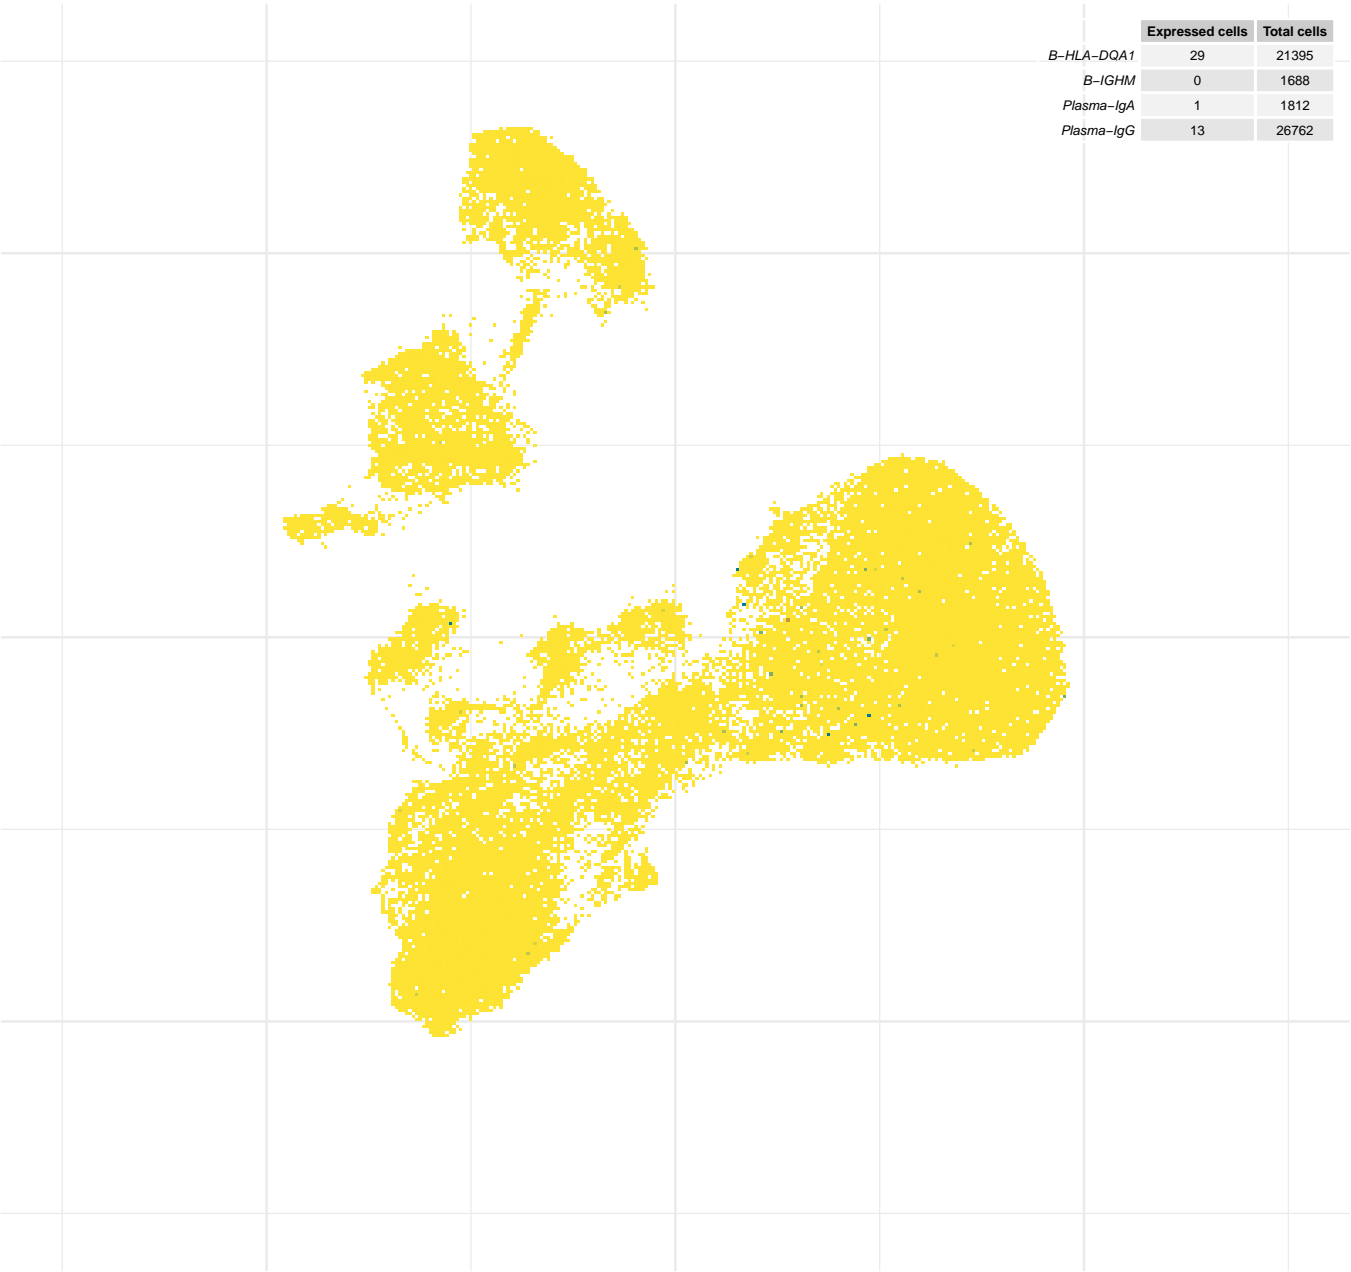 Expressed cells Total cells
B−HLA−DQA1 29 21395
B−IGHM 0 1688
Plasma−IgA 1 1812
Plasma−IgG 13 26762